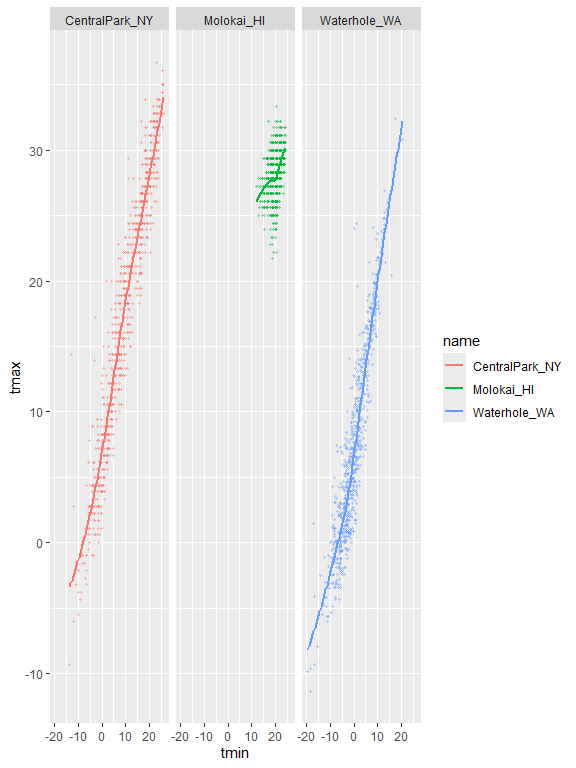 CentralPark_NY Molokai_HI Waterhole_WA
tmax
30
20
10
0
-10
-20 -10 0 10 20 -20 -10 0 10 20 -20 -10 0 10 20
tmin
name
CentralPark_NY
Molokai_HI
Waterhole_WA